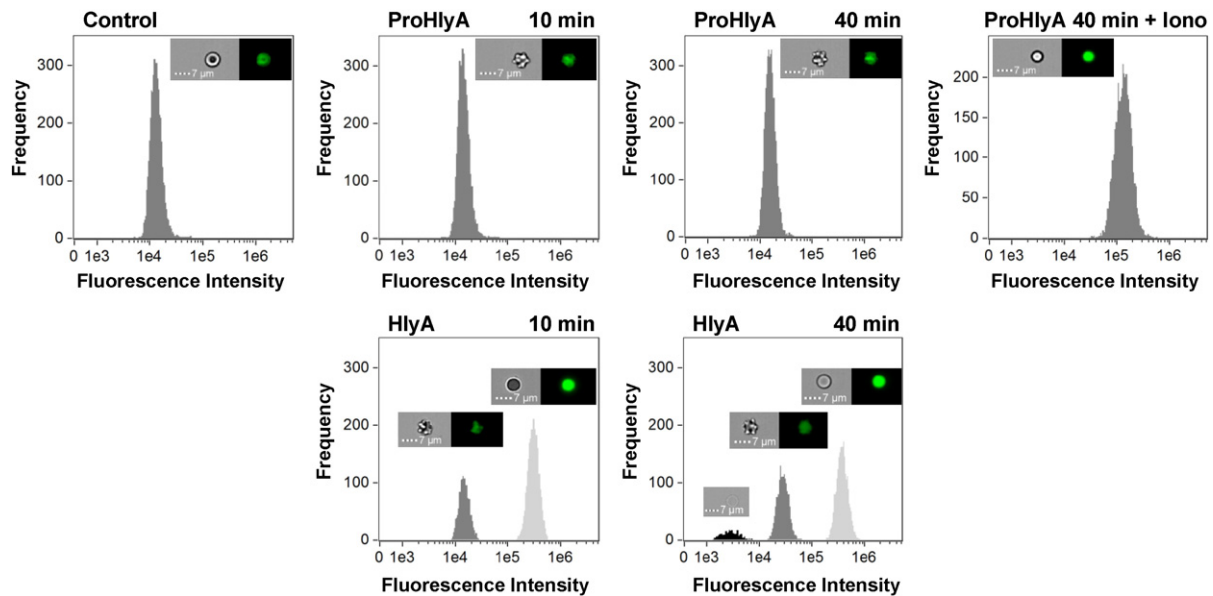 Control
ProHlyA 10 min
ProHlyA 40 min
ProHlyA 40 min + Iono
Frequency
300
200
100
0
7 µm
0 1e3 1e4 1e5 1e6
Fluorescence Intensity
Frequency
300
200
100
0
7 µm
0 1e3 1e4 1e5 1e6
Fluorescence Intensity
Frequency
300
200
100
0
7 µm
0 1e3 1e4 1e5 1e6
Fluorescence Intensity
Frequency
200
150
100
50
0
7 µm
0 1e3 1e4 1e5 1e6
Fluorescence Intensity
HlyA 10 min
HlyA 40 min
Frequency
300
200
100
0
7 µm
7 µm
0 1e3 1e4 1e5 1e6
Fluorescence Intensity
Frequency
300
200
100
0
7 µm
7 µm
7 µm
0 1e3 1e4 1e5 1e6
Fluorescence Intensity